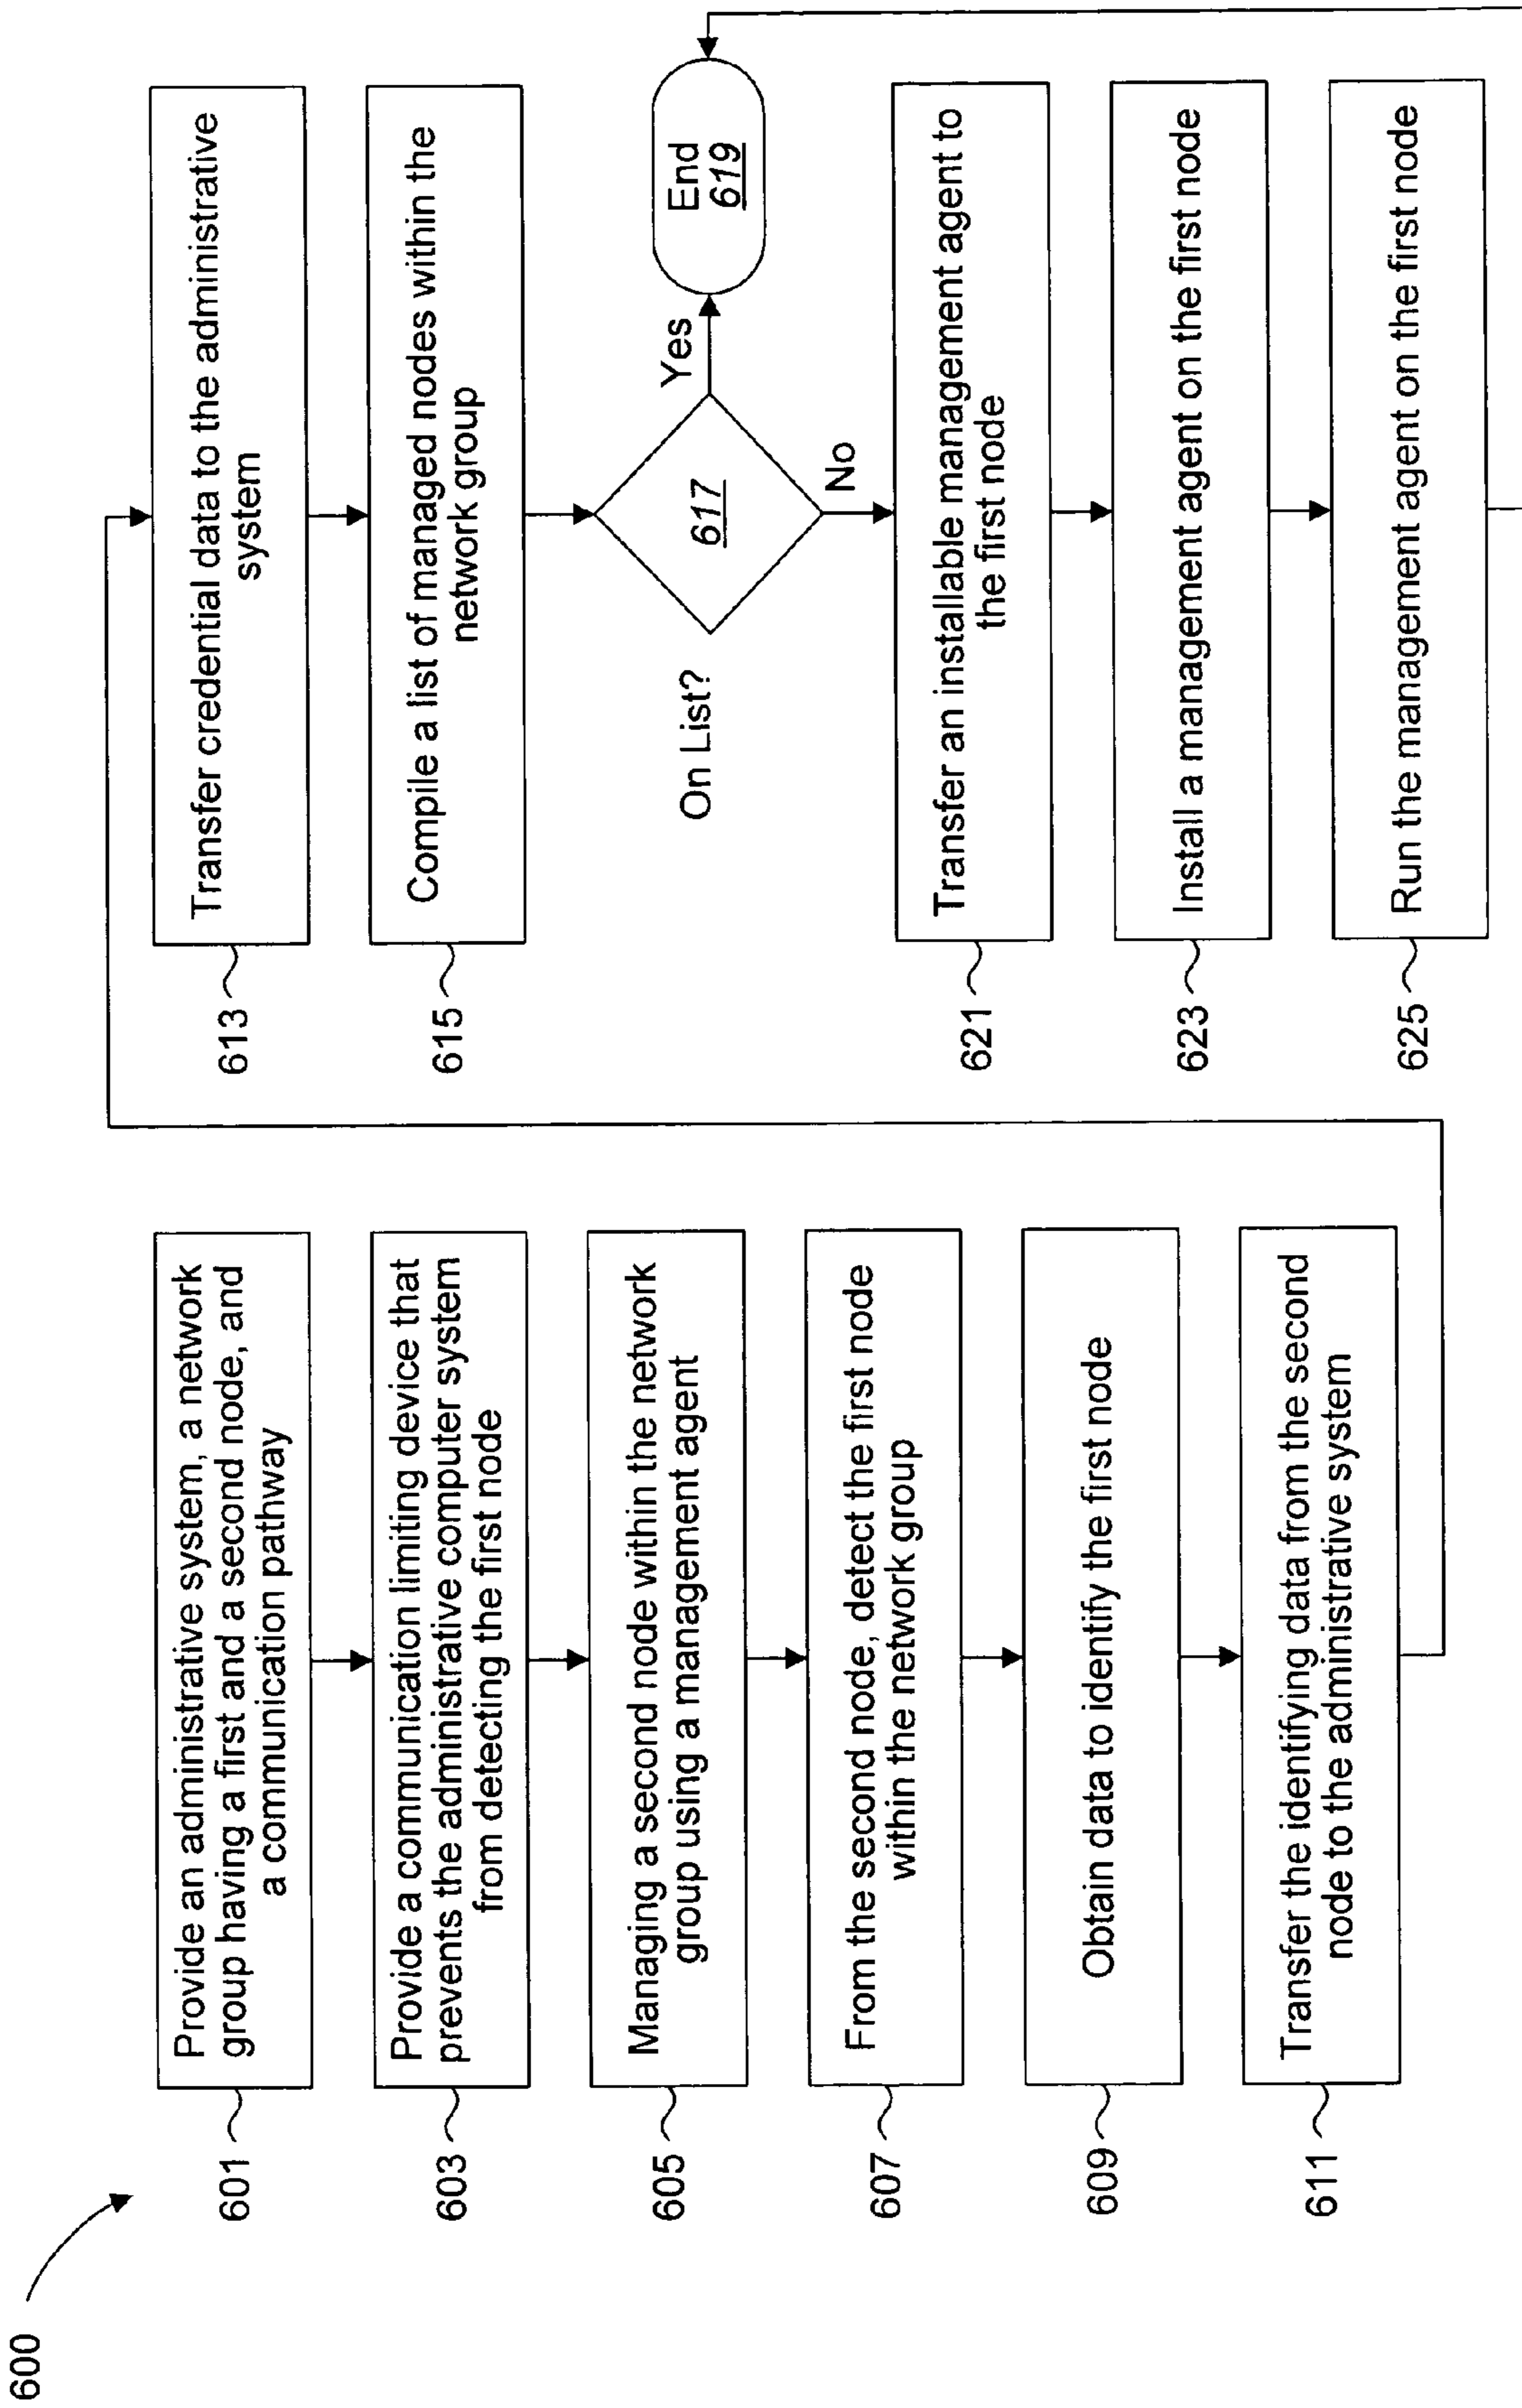 600
601
Provide an administrative system, a network
group having a first and a second node, and
a communication pathway
603
Provide a communication limiting device that
prevents the administrative computer system
from detecting the first node
605
Managing a second node within the network
group using a management agent
607
From the second node, detect the first node
within the network group
609
Obtain data to identify the first node
611
Transfer the identifying data from the second
node to the administrative system
613
Transfer credential data to the administrative
system
615
Compile a list of managed nodes within the
network group
On List?
617
Yes
End
619
No
621
Transfer an installable management agent to
the first node
623
Install a management agent on the first node
625
Run the management agent on the first node